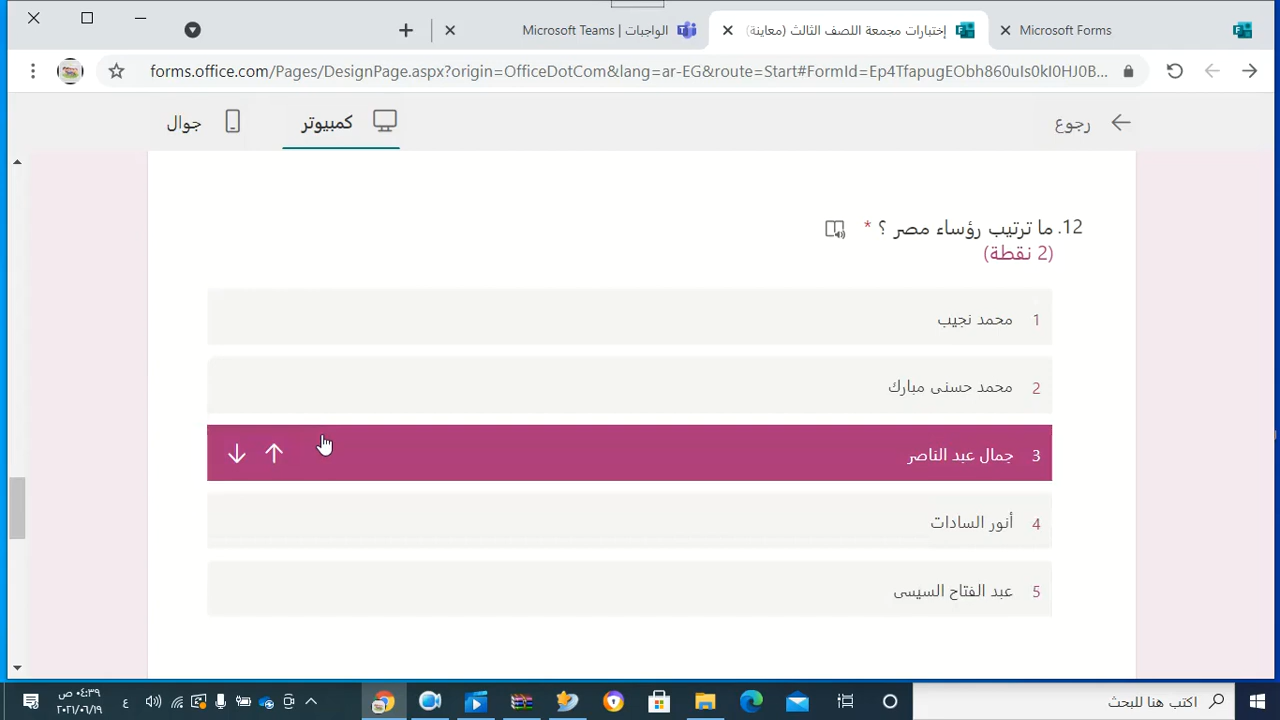 Microsoft Forms
إختبارات مجمعة اللصف الثالث (معاينة)
الواجبات | Microsoft Teams
forms.office.com/Pages/DesignPage.aspx?origin=OfficeDotCom&lang=ar-EG&route=Start#FormId=Ep4TfapugEObh860uIs0kI0HJ0B...
رجوع
كمبيوتر
جوال
12. ما ترتيب رؤساء مصر ؟ *
(2 نقطة)
1 محمد نجيب
2 محمد حسنى مبارك
3 جمال عبد الناصر
4 أنور السادات
5 عبد الفتاح السيسى
اكتب هنا للبحث
ع
٠٤:٣٩ ص
٢٠٢١/٠٦/١٩